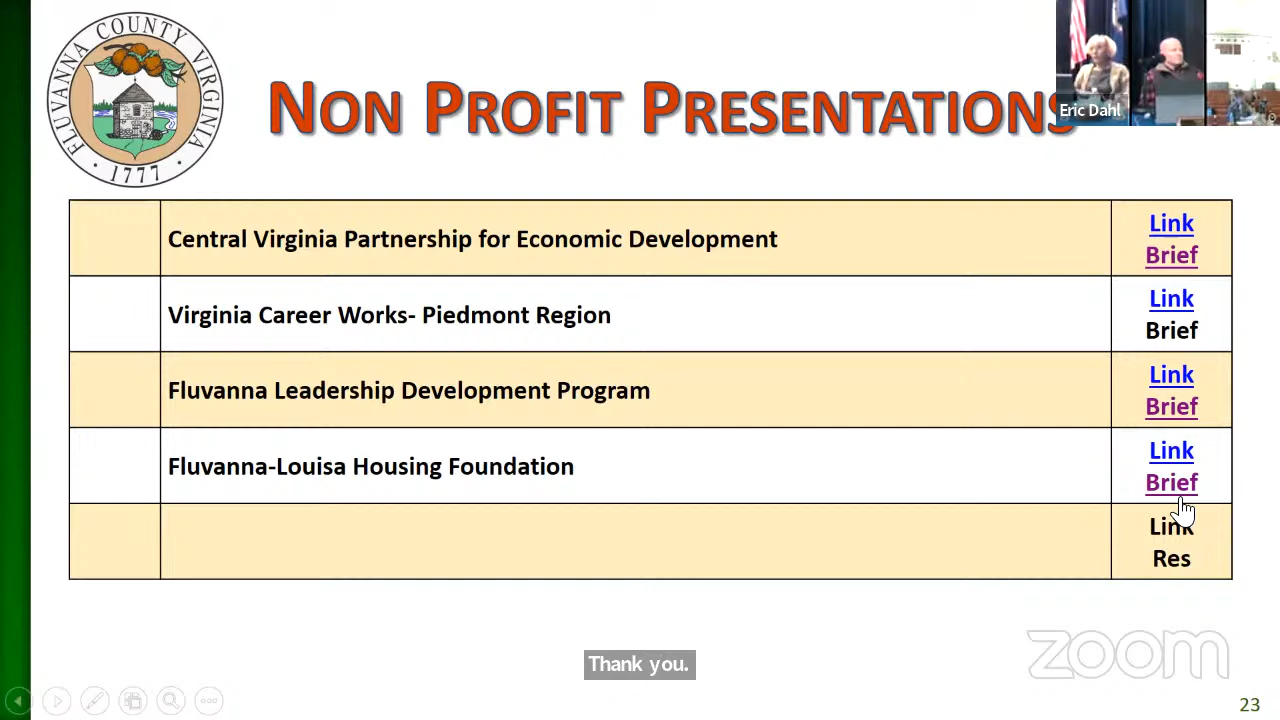 FLUVANNA COUNTY VIRGINIA
· 1777 ·
NON PROFIT PRESENTATIONS
Eric Dahl
Central Virginia Partnership for Economic Development
Link
Brief
Virginia Career Works- Piedmont Region
Link
Brief
Fluvanna Leadership Development Program
Link
Brief
Fluvanna-Louisa Housing Foundation
Link
Brief
Link
Res
Thank you.
zoom
23